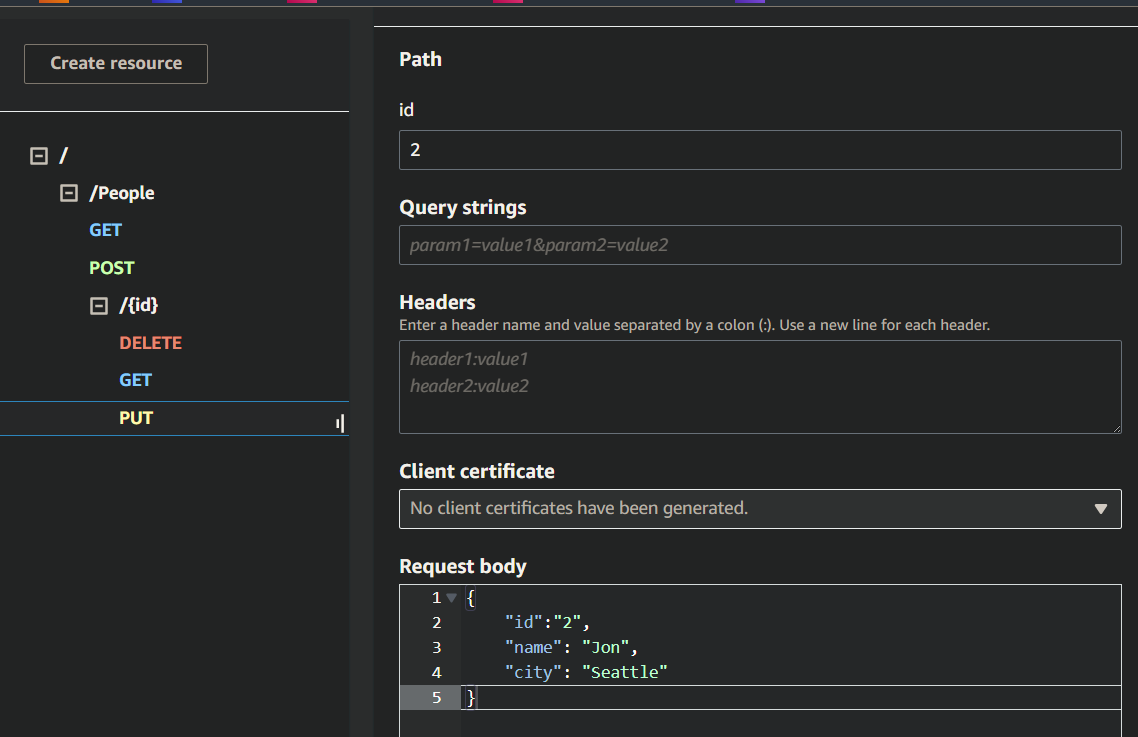 Create resource
/
/People
GET
POST
/{id}
DELETE
GET
PUT
Path
id
2
Query strings
param1=value1&param2=value2
Headers
Enter a header name and value separated by a colon (:). Use a new line for each header.
header1:value1
header2:value2
Client certificate
No client certificates have been generated.
Request body
1 {
2 "id":"2",
3 "name": "Jon",
4 "city": "Seattle"
5 }